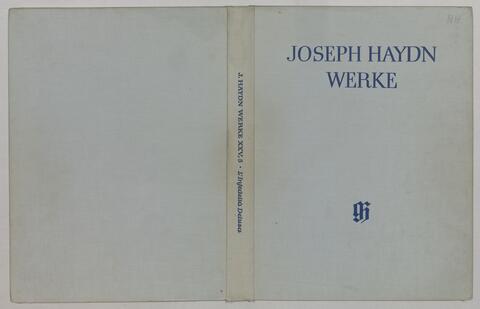 JOSEPH HAYDN
WERKE
J. HAYDN WERKE XXV, 5 · L'Infedeltà Delusa